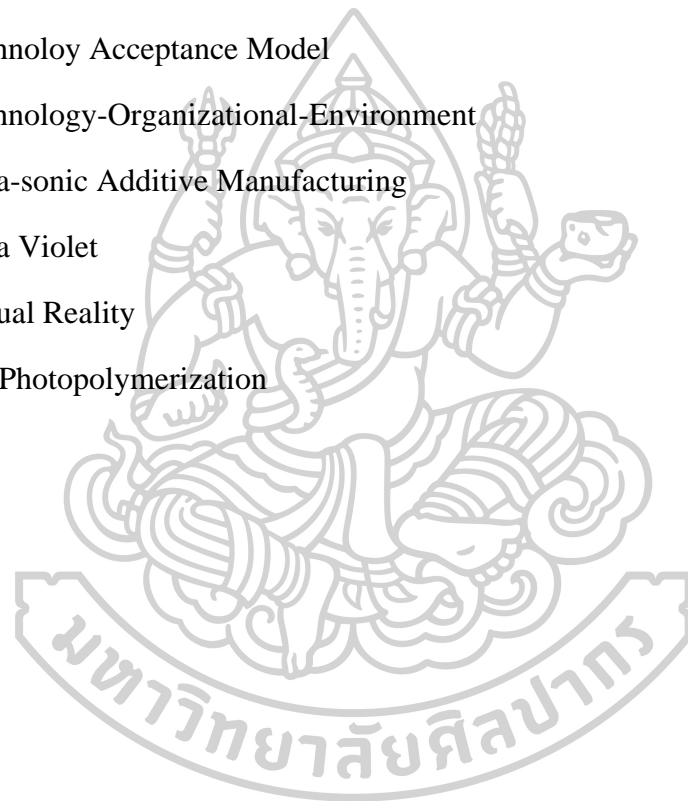 hnoloy Acceptance Model
hnology-Organizational-Environment
a-sonic Additive Manufacturing
a Violet
ual Reality
Photopolymerization
มหาวิทยาลัยศิลปากร